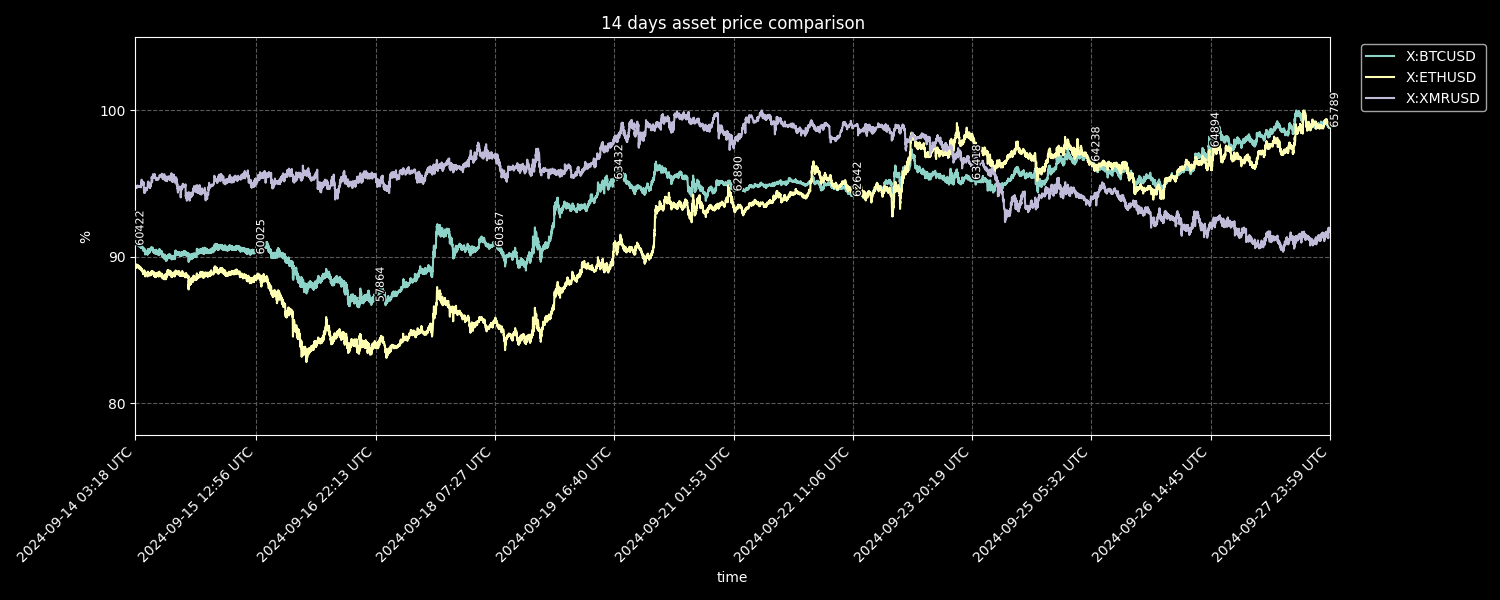 14 days asset price comparison
X:BTCUSD
X:ETHUSD
X:XMRUSD
100
90
80
%
60422
60025
57864
60367
63432
62890
62642
63418
64238
64894
65789
2024-09-14 03:18 UTC
2024-09-15 12:56 UTC
2024-09-16 22:13 UTC
2024-09-18 07:27 UTC
2024-09-19 16:40 UTC
2024-09-21 01:53 UTC
2024-09-22 11:06 UTC
2024-09-23 20:19 UTC
2024-09-25 05:32 UTC
2024-09-26 14:45 UTC
2024-09-27 23:59 UTC
time